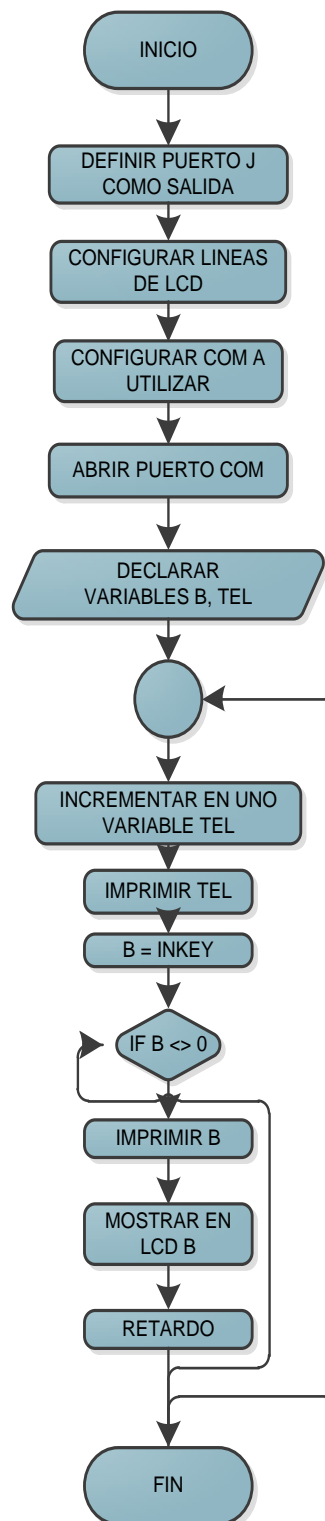 INICIO
DEFINIR PUERTO J
COMO SALIDA
CONFIGURAR LINEAS
DE LCD
CONFIGURAR COM A
UTILIZAR
ABRIR PUERTO COM
DECLARAR
VARIABLES B, TEL
INCREMENTAR EN UNO
VARIABLE TEL
IMPRIMIR TEL
B = INKEY
IF B <> 0
IMPRIMIR B
MOSTRAR EN
LCD B
RETARDO
FIN